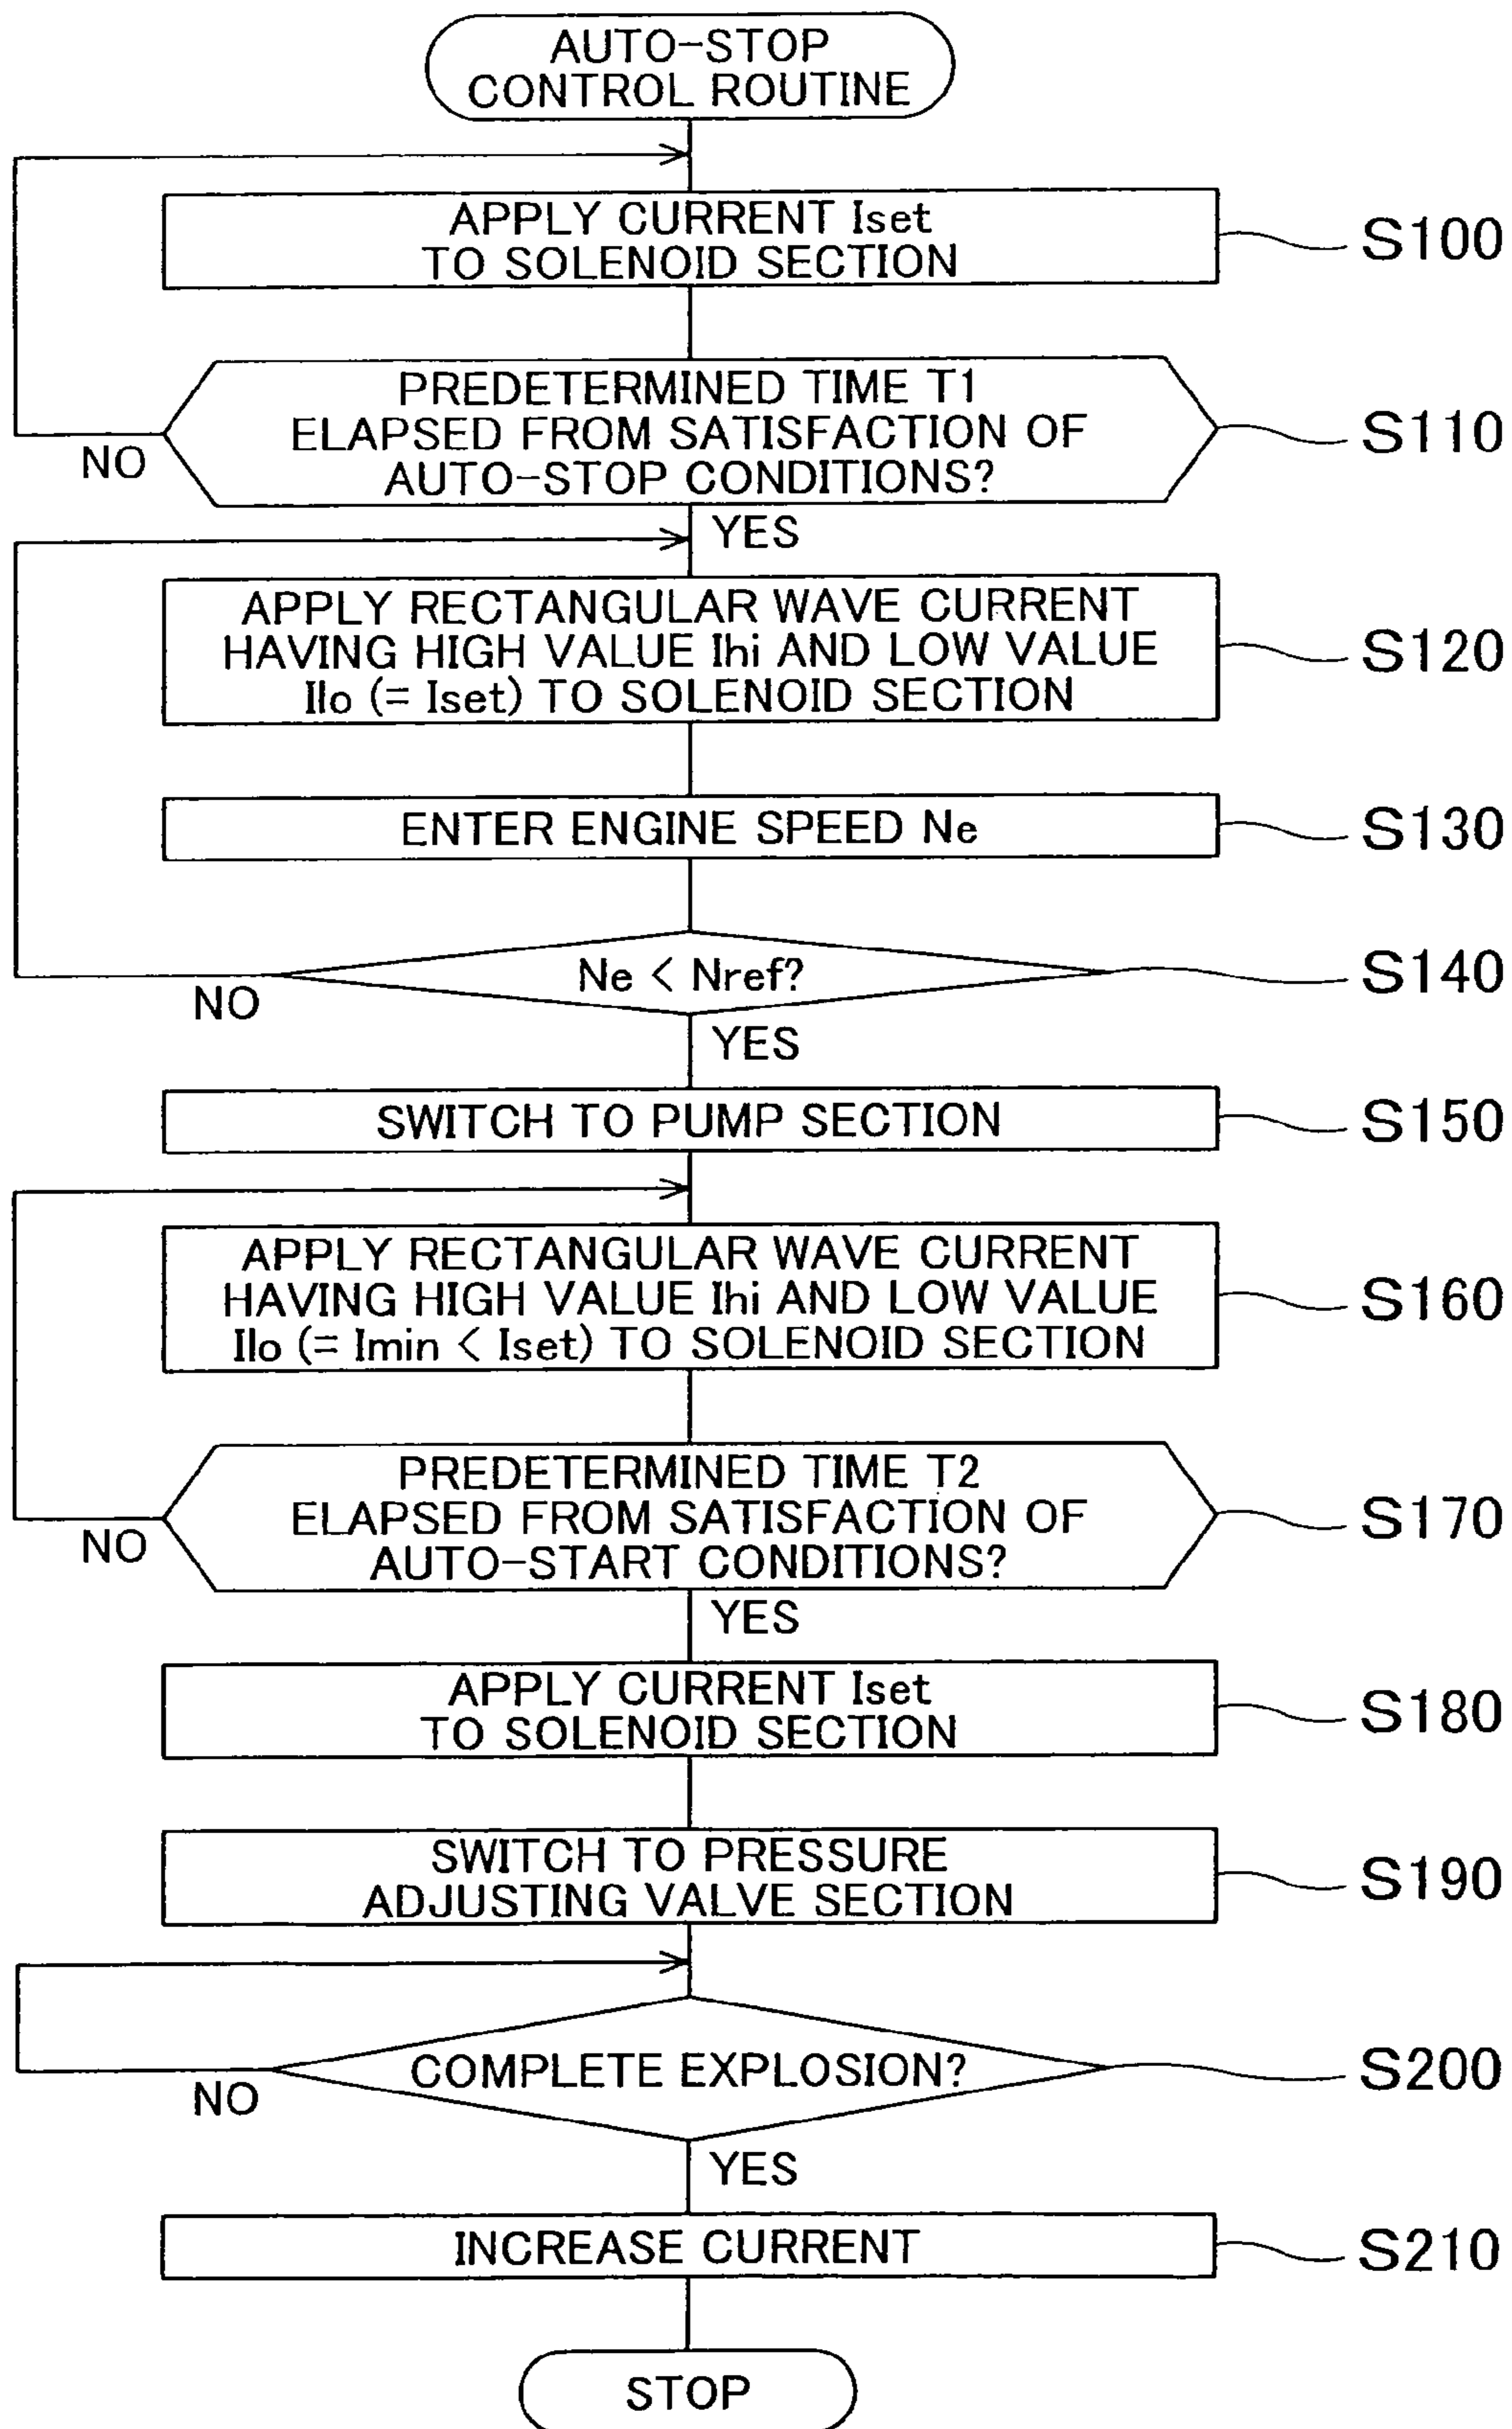 AUTO-STOP
CONTROL ROUTINE
APPLY CURRENT Iset
TO SOLENOID SECTION
S100
PREDETERMINED TIME T1
ELAPSED FROM SATISFACTION OF
AUTO-STOP CONDITIONS?
S110
NO
YES
APPLY RECTANGULAR WAVE CURRENT
HAVING HIGH VALUE Ihi AND LOW VALUE
Ilo (= Iset) TO SOLENOID SECTION
S120
ENTER ENGINE SPEED Ne
S130
Ne < Nref?
S140
NO
YES
SWITCH TO PUMP SECTION
S150
APPLY RECTANGULAR WAVE CURRENT
HAVING HIGH VALUE Ihi AND LOW VALUE
Ilo (= Imin < Iset) TO SOLENOID SECTION
S160
PREDETERMINED TIME T2
ELAPSED FROM SATISFACTION OF
AUTO-START CONDITIONS?
S170
NO
YES
APPLY CURRENT Iset
TO SOLENOID SECTION
S180
SWITCH TO PRESSURE
ADJUSTING VALVE SECTION
S190
COMPLETE EXPLOSION?
S200
NO
YES
INCREASE CURRENT
S210
STOP